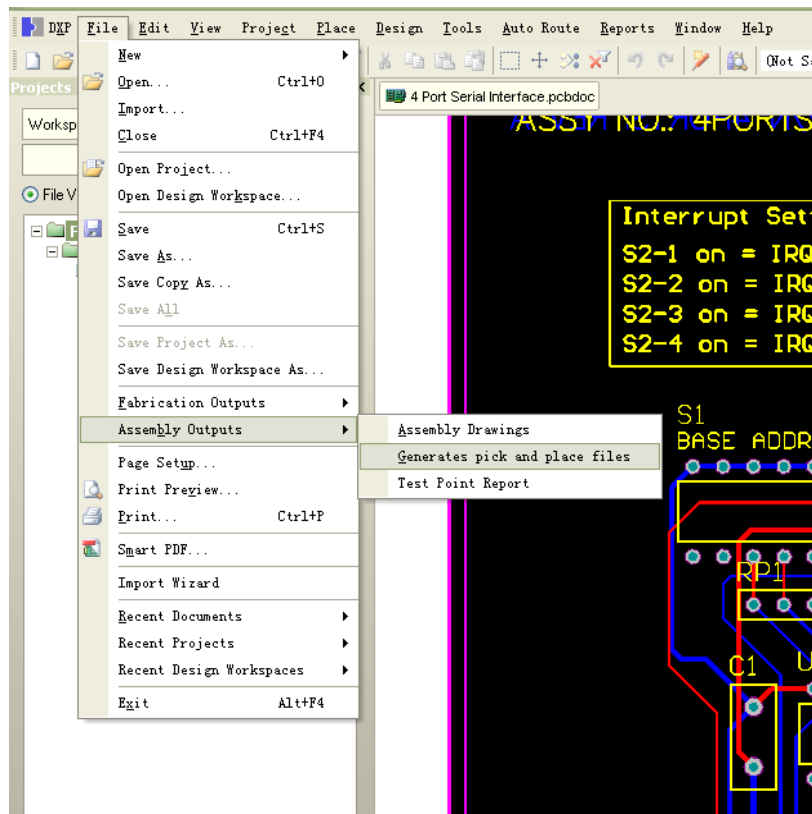 DXP File Edit View Project Place Design Tools Auto Route Reports Window Help
Projects
4 Port Serial Interface.pcbdoc
Worksp
File V
New
Open... Ctrl+O
Import...
Close Ctrl+F4
Open Project...
Open Design Workspace...
Save Ctrl+S
Save As...
Save Copy As...
Save All
Save Project As...
Save Design Workspace As...
Fabrication Outputs
Assembly Outputs
Page Setup...
Print Preview...
Print... Ctrl+P
Smart PDF...
Import Wizard
Recent Documents
Recent Projects
Recent Design Workspaces
Exit Alt+F4
Assembly Drawings
Generates pick and place files
Test Point Report
(Not Sa
ASSY NO.: 4PORTS
Interrupt Set
S2-1 on = IRQ
S2-2 on = IRQ
S2-3 on = IRQ
S2-4 on = IRQ
S1
BASE ADDR
RP1
C1
U